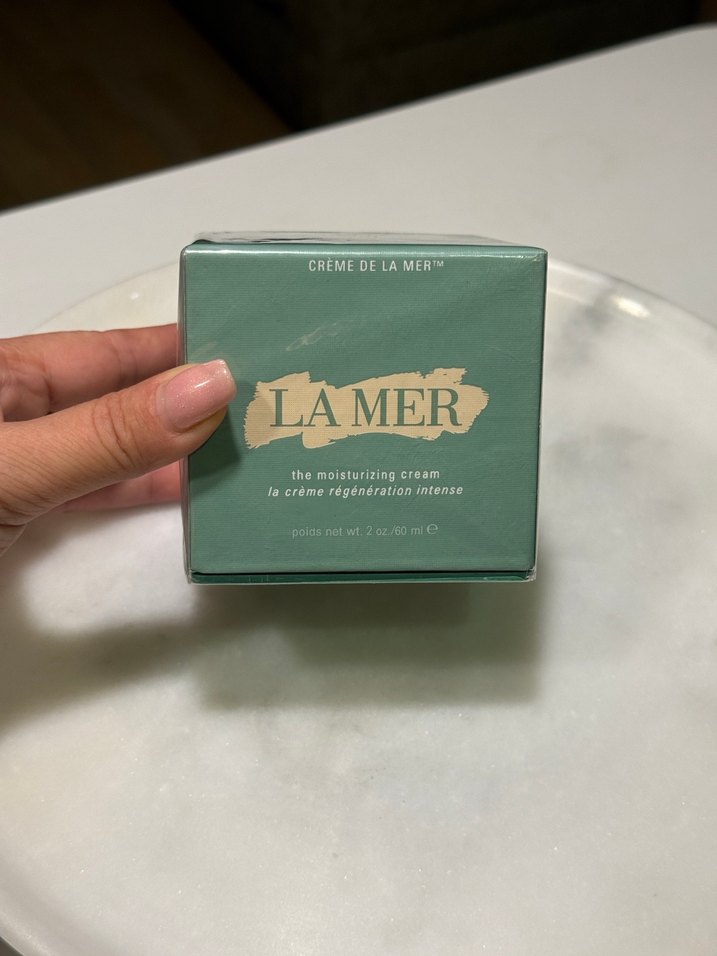 CRÈME DE LA MER™
LA MER
the moisturizing cream
la crème régénération intense
poids net wt. 2 oz./60 ml ℮